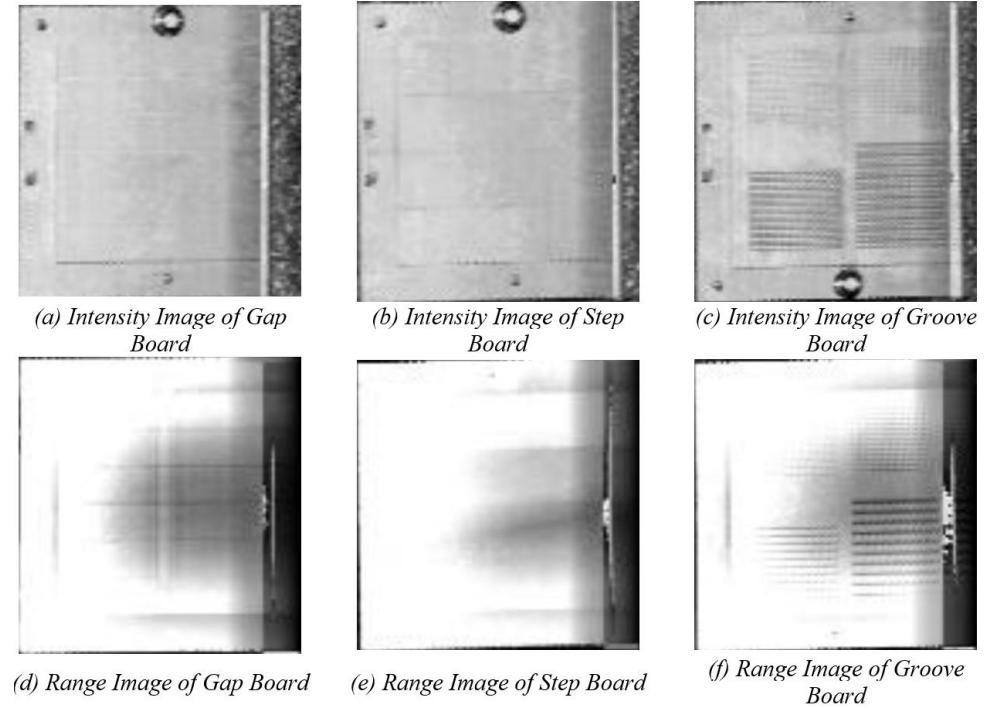 (a) Intensity Image of Gap
Board
(b) Intensity Image of Step
Board
(c) Intensity Image of Groove
Board
(d) Range Image of Gap Board
(e) Range Image of Step Board
(f) Range Image of Groove
Board